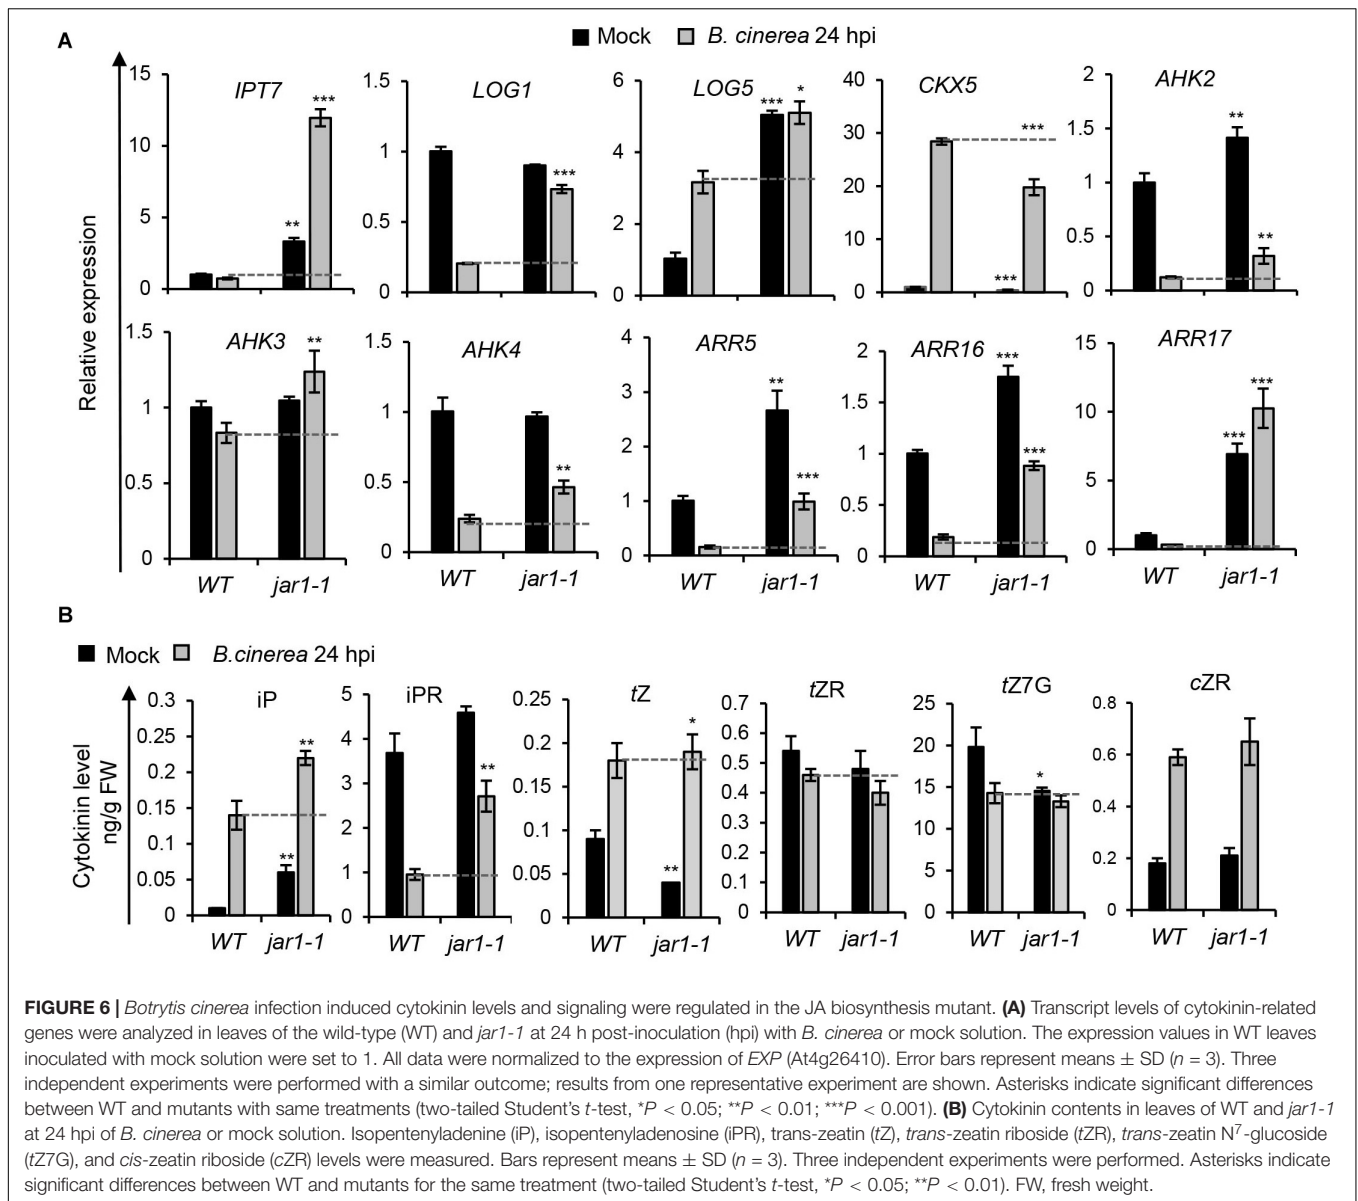 A
Mock B. cinerea 24 hpi
Relative expression
IPT7
15
10
5
0
**
***
LOG1
1.5
1
0.5
0
***
LOG5
6
4
2
0
***
*
CKX5
40
30
20
10
0
***
***
AHK2
2
1.5
1
0.5
0
**
**
AHK3
1.5
1
0.5
0
**
WT jar1-1
AHK4
1.5
1
0.5
0
**
WT jar1-1
ARR5
4
3
2
1
0
**
***
WT jar1-1
ARR16
2
1.5
1
0.5
0
***
***
WT jar1-1
ARR17
15
10
5
0
***
***
WT jar1-1
B
Mock B.cinerea 24 hpi
Cytokinin level
ng/g FW
iP
0.3
0.25
0.2
0.15
0.1
0.05
0
**
**
WT jar1-1
iPR
5
4
3
2
1
0
**
WT jar1-1
tZ
0.25
0.2
0.15
0.1
0.05
0
**
*
WT jar1-1
tZR
0.7
0.6
0.5
0.4
0.3
0.2
0.1
0
WT jar1-1
tZ7G
25
20
15
10
5
0
*
WT jar1-1
cZR
0.8
0.6
0.4
0.2
0
WT jar1-1
FIGURE 6 | Botrytis cinerea infection induced cytokinin levels and signaling were regulated in the JA biosynthesis mutant. (A) Transcript levels of cytokinin-related
genes were analyzed in leaves of the wild-type (WT) and jar1-1 at 24 h post-inoculation (hpi) with B. cinerea or mock solution. The expression values in WT leaves
inoculated with mock solution were set to 1. All data were normalized to the expression of EXP (At4g26410). Error bars represent means ± SD (n = 3). Three
independent experiments were performed with a similar outcome; results from one representative experiment are shown. Asterisks indicate significant differences
between WT and mutants with same treatments (two-tailed Student's t-test, *P < 0.05; **P < 0.01; ***P < 0.001). (B) Cytokinin contents in leaves of WT and jar1-1
at 24 hpi of B. cinerea or mock solution. Isopentenyladenine (iP), isopentenyladenosine (iPR), trans-zeatin (tZ), trans-zeatin riboside (tZR), trans-zeatin N⁷-glucoside
(tZ7G), and cis-zeatin riboside (cZR) levels were measured. Bars represent means ± SD (n = 3). Three independent experiments were performed. Asterisks indicate
significant differences between WT and mutants for the same treatment (two-tailed Student's t-test, *P < 0.05; **P < 0.01). FW, fresh weight.